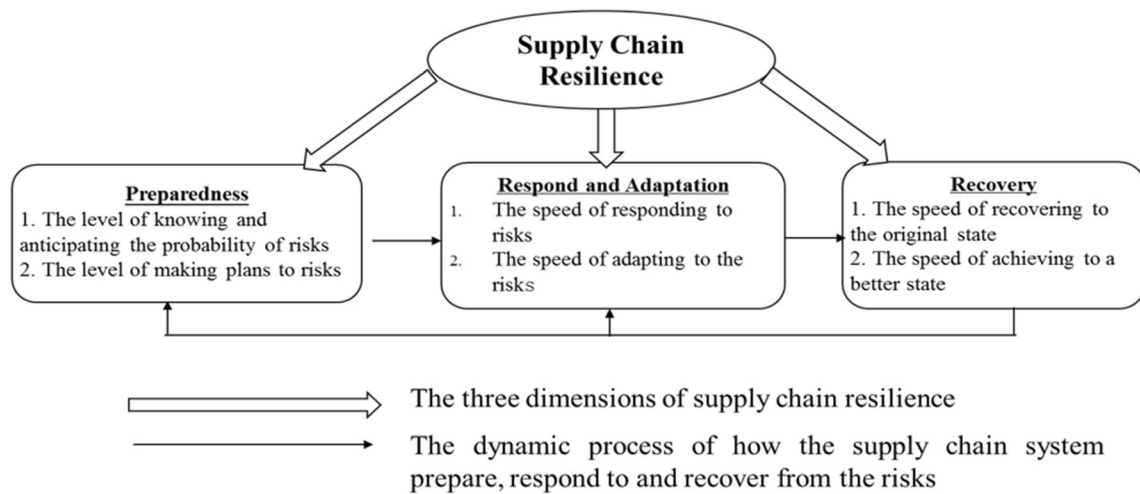 Supply Chain
Resilience
Preparedness
1. The level of knowing and
anticipating the probability of risks
2. The level of making plans to risks
Respond and Adaptation
1. The speed of responding to
risks
2. The speed of adapting to the
risks
Recovery
1. The speed of recovering to
the original state
2. The speed of achieving to a
better state
The three dimensions of supply chain resilience
The dynamic process of how the supply chain system
prepare, respond to and recover from the risks